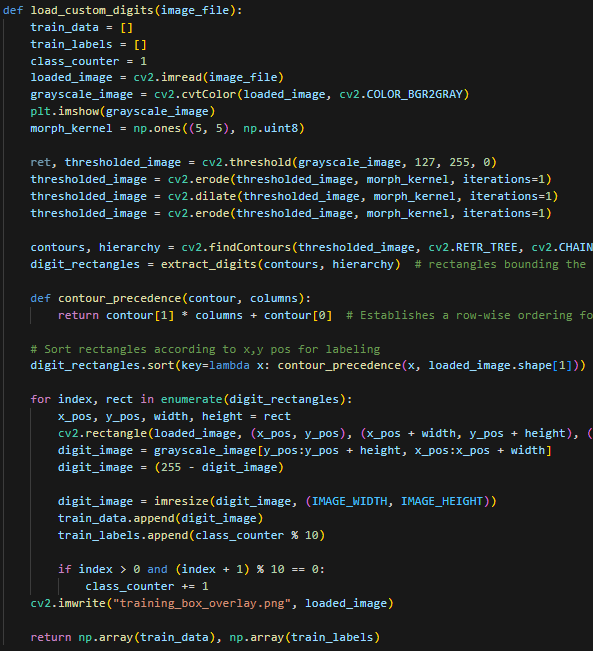 def load_custom_digits(image_file):
    train_data = []
    train_labels = []
    class_counter = 1
    loaded_image = cv2.imread(image_file)
    grayscale_image = cv2.cvtColor(loaded_image, cv2.COLOR_BGR2GRAY)
    plt.imshow(grayscale_image)
    morph_kernel = np.ones((5, 5), np.uint8)

    ret, thresholded_image = cv2.threshold(grayscale_image, 127, 255, 0)
    thresholded_image = cv2.erode(thresholded_image, morph_kernel, iterations=1)
    thresholded_image = cv2.dilate(thresholded_image, morph_kernel, iterations=1)
    thresholded_image = cv2.erode(thresholded_image, morph_kernel, iterations=1)

    contours, hierarchy = cv2.findContours(thresholded_image, cv2.RETR_TREE, cv2.CHAIN
    digit_rectangles = extract_digits(contours, hierarchy)  # rectangles bounding the

    def contour_precedence(contour, columns):
        return contour[1] * columns + contour[0]  # Establishes a row-wise ordering fo

    # Sort rectangles according to x,y pos for labeling
    digit_rectangles.sort(key=lambda x: contour_precedence(x, loaded_image.shape[1]))

    for index, rect in enumerate(digit_rectangles):
        x_pos, y_pos, width, height = rect
        cv2.rectangle(loaded_image, (x_pos, y_pos), (x_pos + width, y_pos + height), (
        digit_image = grayscale_image[y_pos:y_pos + height, x_pos:x_pos + width]
        digit_image = (255 - digit_image)

        digit_image = imresize(digit_image, (IMAGE_WIDTH, IMAGE_HEIGHT))
        train_data.append(digit_image)
        train_labels.append(class_counter % 10)

        if index > 0 and (index + 1) % 10 == 0:
            class_counter += 1
    cv2.imwrite("training_box_overlay.png", loaded_image)

    return np.array(train_data), np.array(train_labels)